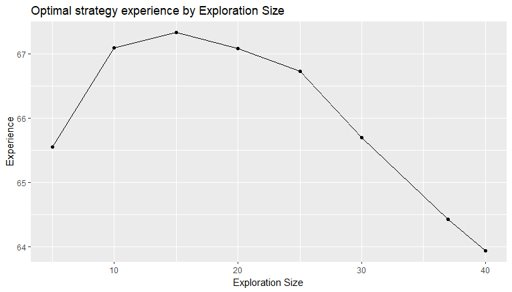 Optimal strategy experience by Exploration Size
Experience
67
66
65
64
10 20 30 40
Exploration Size